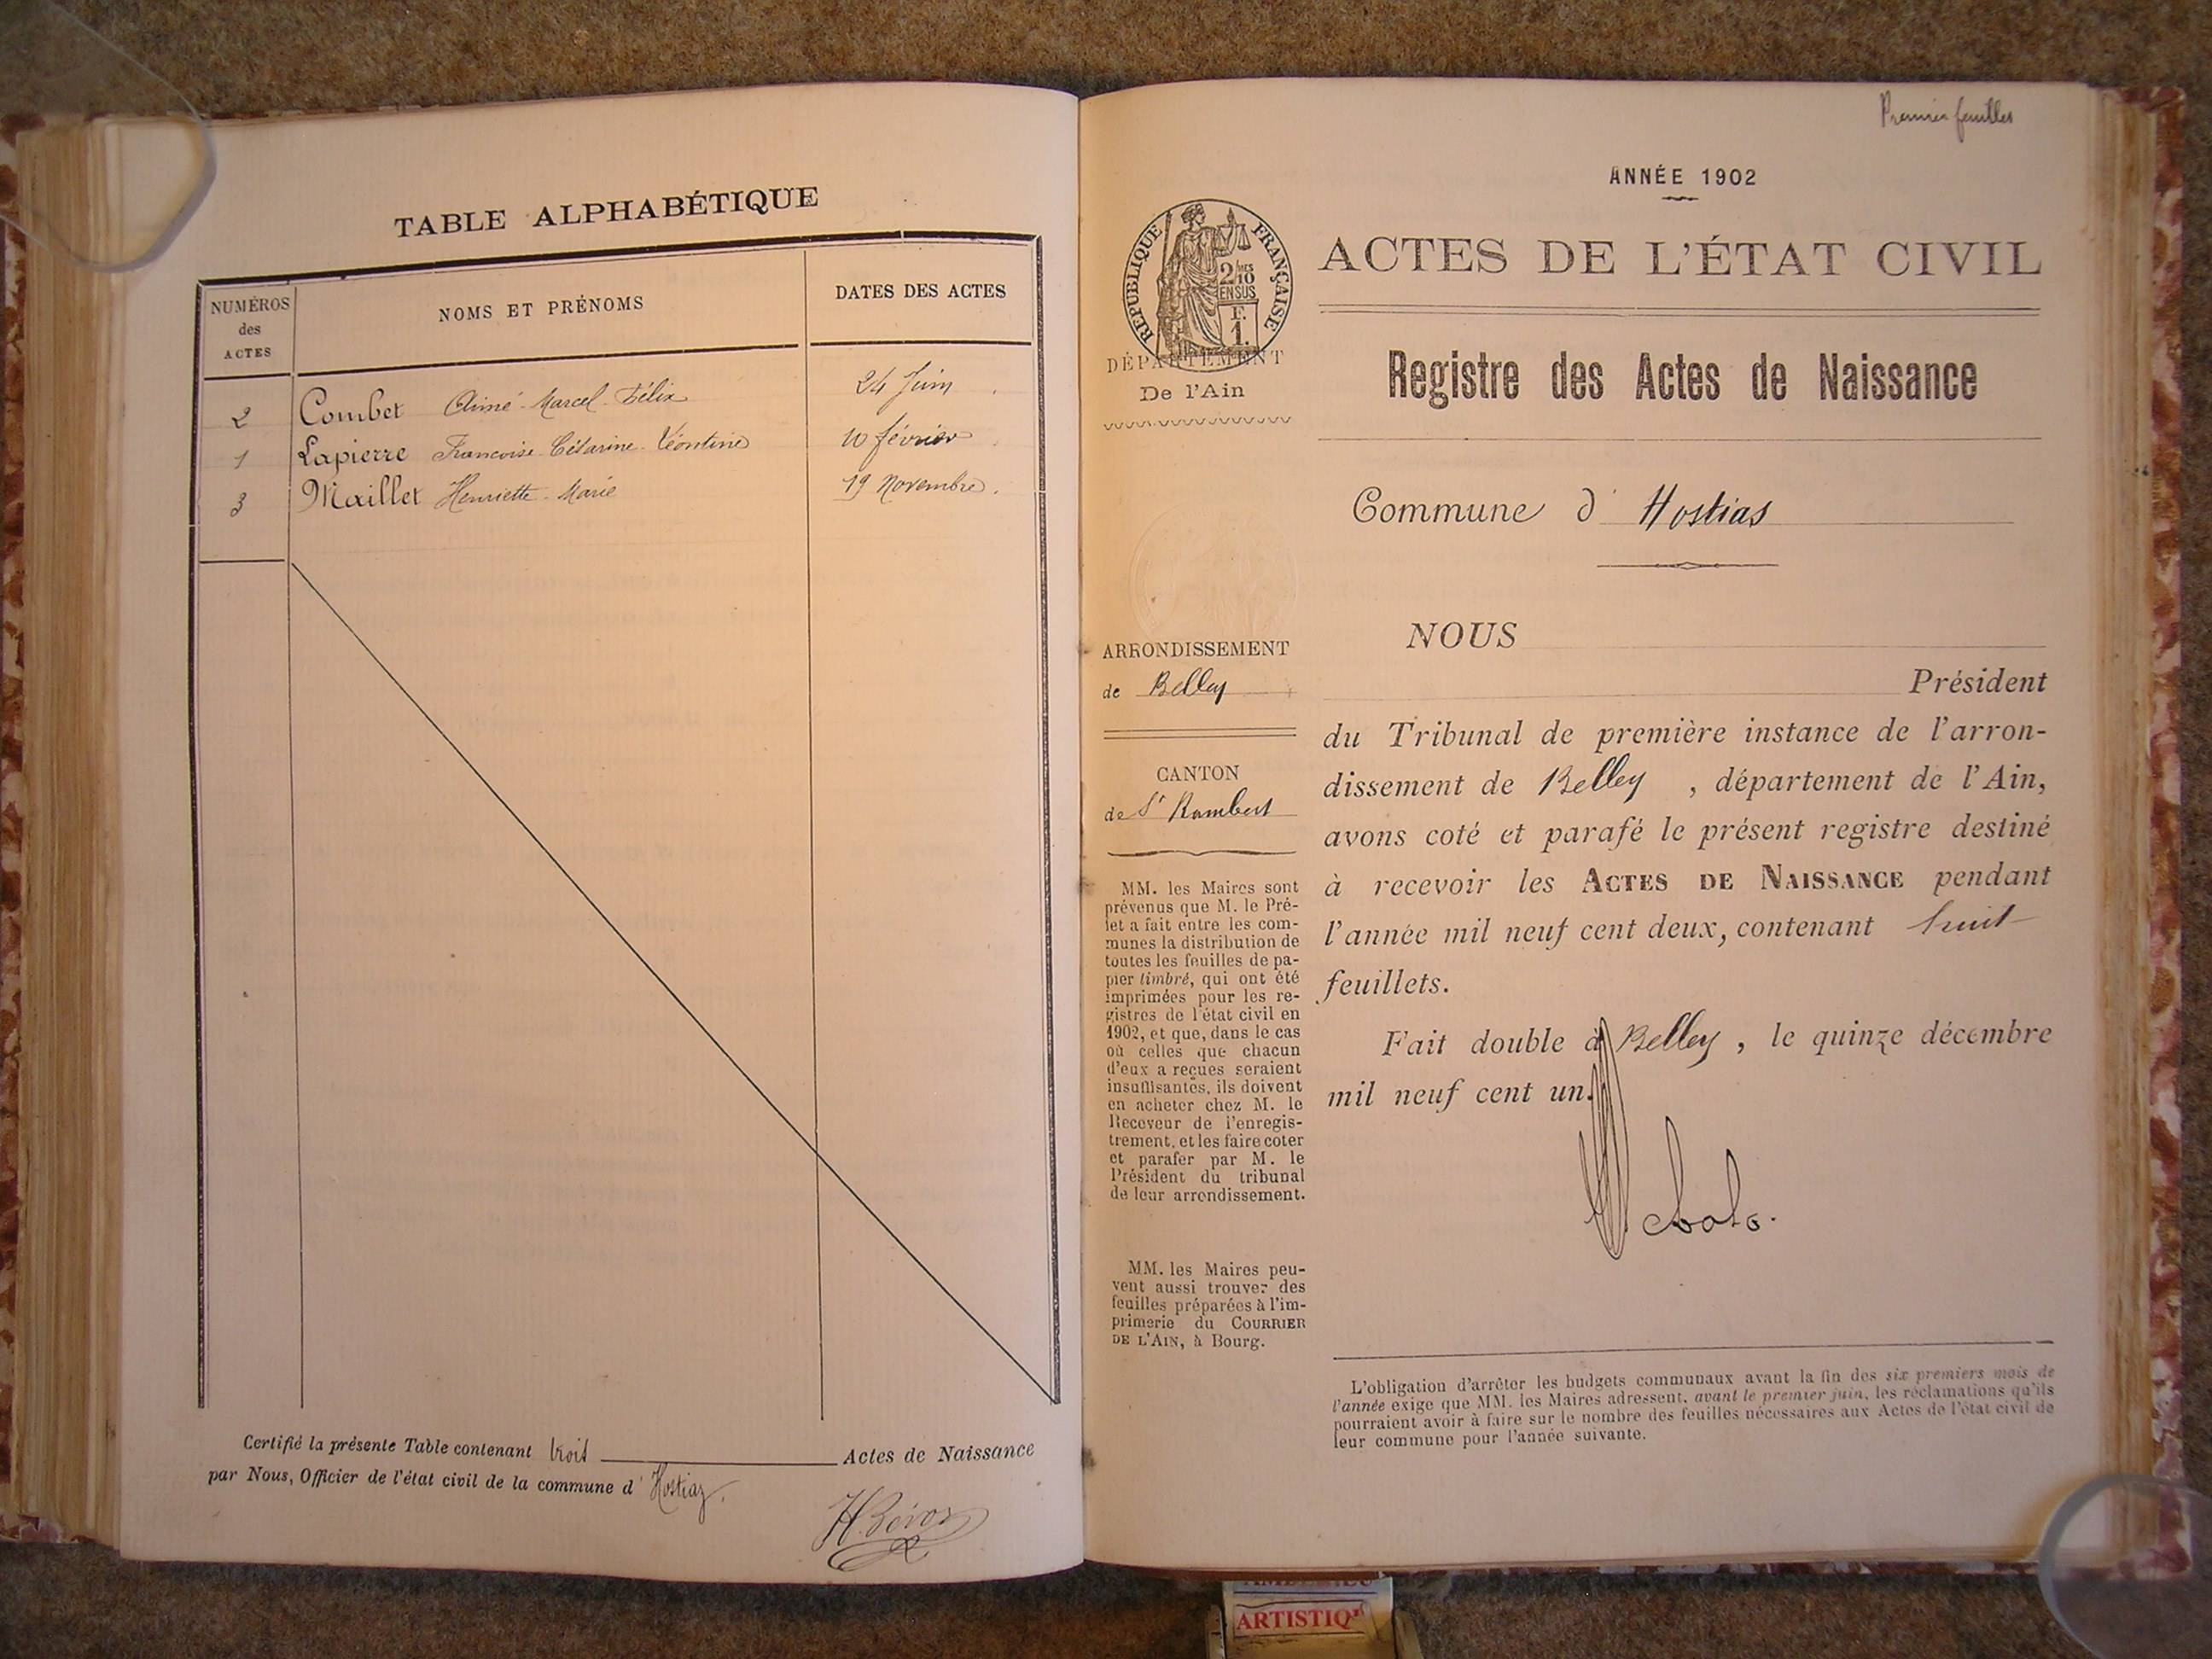 TABLE ALPHABÉTIQUE
NUMÉROS des ACTES
NOMS ET PRÉNOMS
DATES DES ACTES
2 Combet Aimé-Marcel-Félix 24 Juin
1 Lapierre Françoise-Césarine-Léontine 10 février
3 Maillet Henriette-Marie 19 Novembre.
Certifié la présente Table contenant trois Actes de Naissance
par Nous, Officier de l'état civil de la commune d' Hostiaz.
Premier feuillet
ANNÉE 1902
RÉPUBLIQUE FRANÇAISE
2/10 MES
EN SUS
F.
1.
ACTES DE L'ÉTAT CIVIL
DÉPARTEMENT
De l'Ain
Registre des Actes de Naissance
Commune d' Hostias
ARRONDISSEMENT
de Belley
CANTON
de St Rambert
MM. les Maires sont
prévenus que M. le Pré-
fet a fait entre les com-
munes la distribution de
toutes les feuilles de pa-
pier timbré, qui ont été
imprimées pour les re-
gistres de l'état civil en
1902, et que, dans le cas
où celles que chacun
d'eux a reçues seraient
insuffisantes, ils doivent
en acheter chez M. le
Receveur de l'enregis-
trement, et les faire coter
et parafer par M. le
Président du tribunal
de leur arrondissement.
MM. les Maires peu-
vent aussi trouver des
feuilles préparées à l'im-
primerie du COURRIER
DE L'AIN, à Bourg.
NOUS
Président
du Tribunal de première instance de l'arron-
dissement de Belley , département de l'Ain,
avons coté et parafé le présent registre destiné
à recevoir les ACTES DE NAISSANCE pendant
l'année mil neuf cent deux, contenant huit
feuillets.
Fait double à Belley , le quinze décembre
mil neuf cent un.
L'obligation d'arrêter les budgets communaux avant la fin des six premiers mois de
l'année exige que MM. les Maires adressent, avant le premier juin, les réclamations qu'ils
pourraient avoir à faire sur le nombre des feuilles nécessaires aux Actes de l'état civil de
leur commune pour l'année suivante.